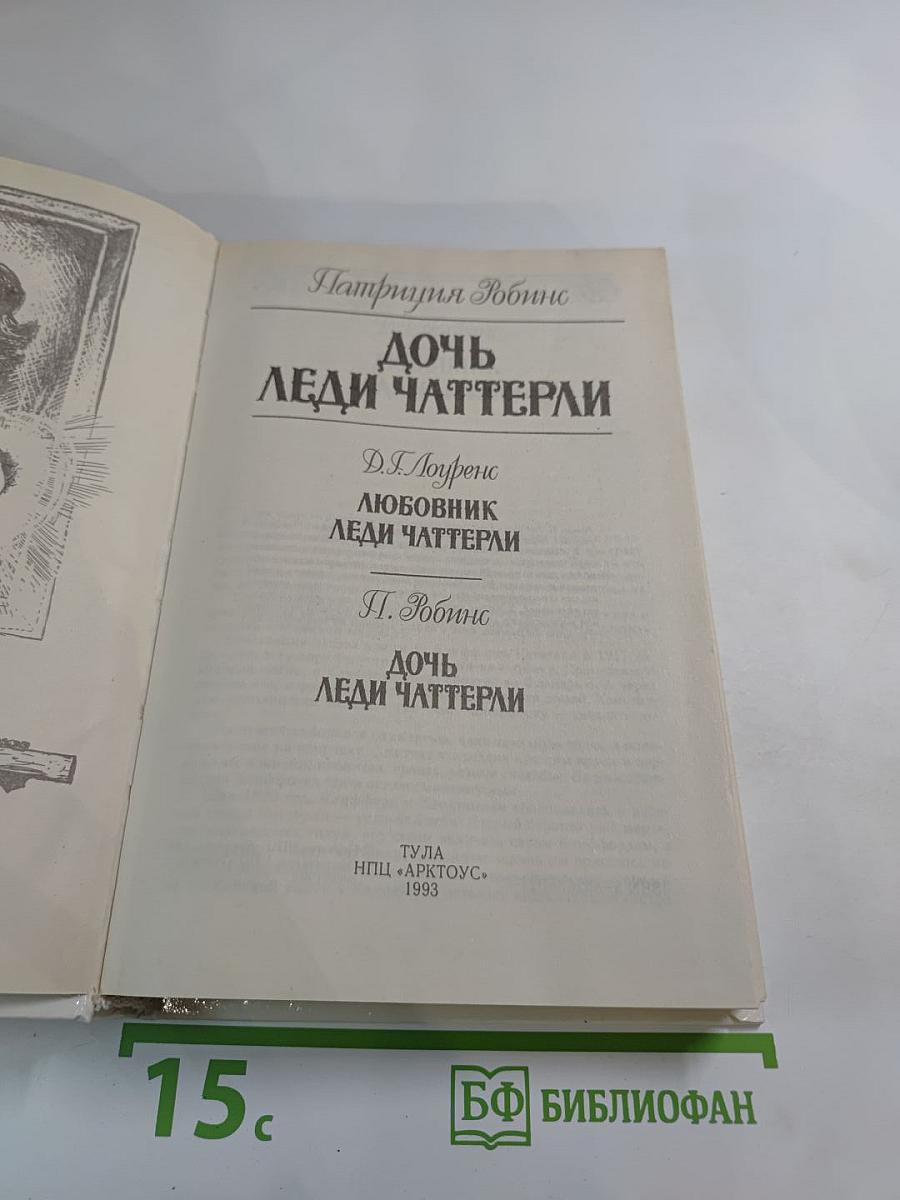 Патриция Робинс
ДОЧЬ
ЛЕДИ ЧАТТЕРЛИ
Д.Г.Лоуренс
ЛЮБОВНИК
ЛЕДИ ЧАТТЕРЛИ
П. Робинс
ДОЧЬ
ЛЕДИ ЧАТТЕРЛИ
ТУЛА
НПЦ «АРКТОУС»
1993
15 с
БФ БИБЛИОФАН